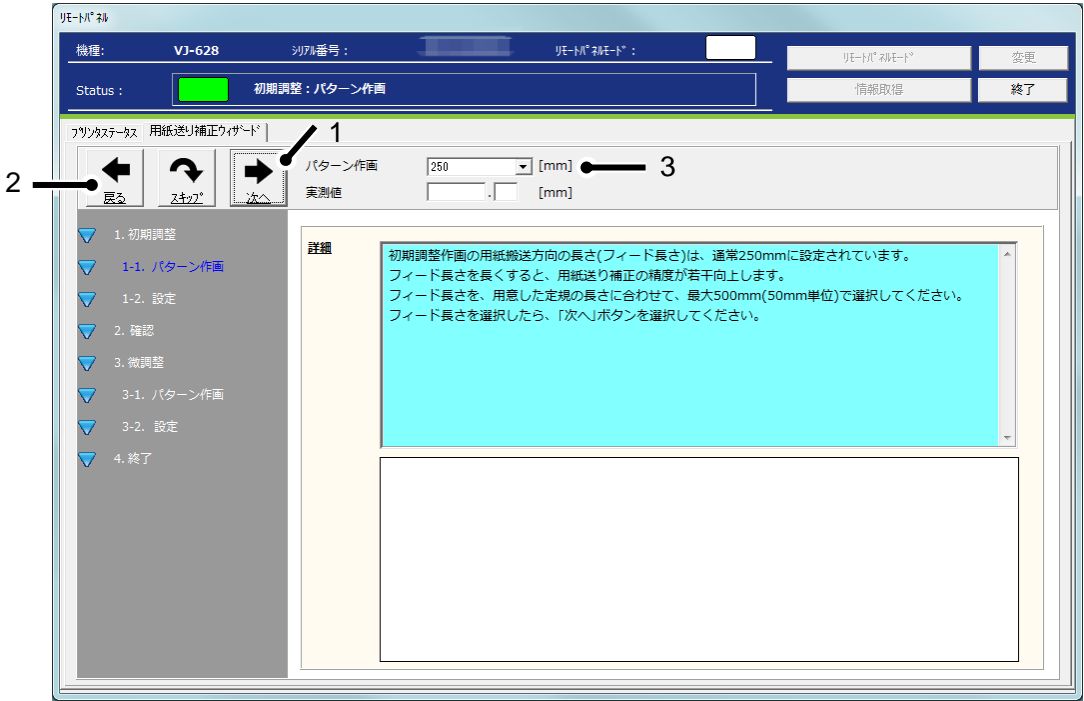 ﾘﾓｰﾄﾊﾟﾈﾙ
機種: VJ-628 ｼﾘｱﾙ番号： ﾘﾓｰﾄﾊﾟﾈﾙﾓｰﾄﾞ： ﾘﾓｰﾄﾊﾟﾈﾙﾓｰﾄﾞ 変更
Status： 初期調整：パターン作画 情報取得 終了
ﾌﾟﾘﾝﾀｽﾃｰﾀｽ 用紙送り補正ｳｨｻﾞｰﾄﾞ
1
2
戻る ｽｷｯﾌﾟ 次へ
パターン作画 250 [mm] 3
実測値 . [mm]
1. 初期調整
1-1. パターン作画
1-2. 設定
2. 確認
3. 微調整
3-1. パターン作画
3-2. 設定
4. 終了
詳細
初期調整作画の用紙搬送方向の長さ(フィード長さ)は、通常250mmに設定されています。
フィード長さを長くすると、用紙送り補正の精度が若干向上します。
フィード長さを、用意した定規の長さに合わせて、最大500mm(50mm単位)で選択してください。
フィード長さを選択したら、「次へ」ボタンを選択してください。